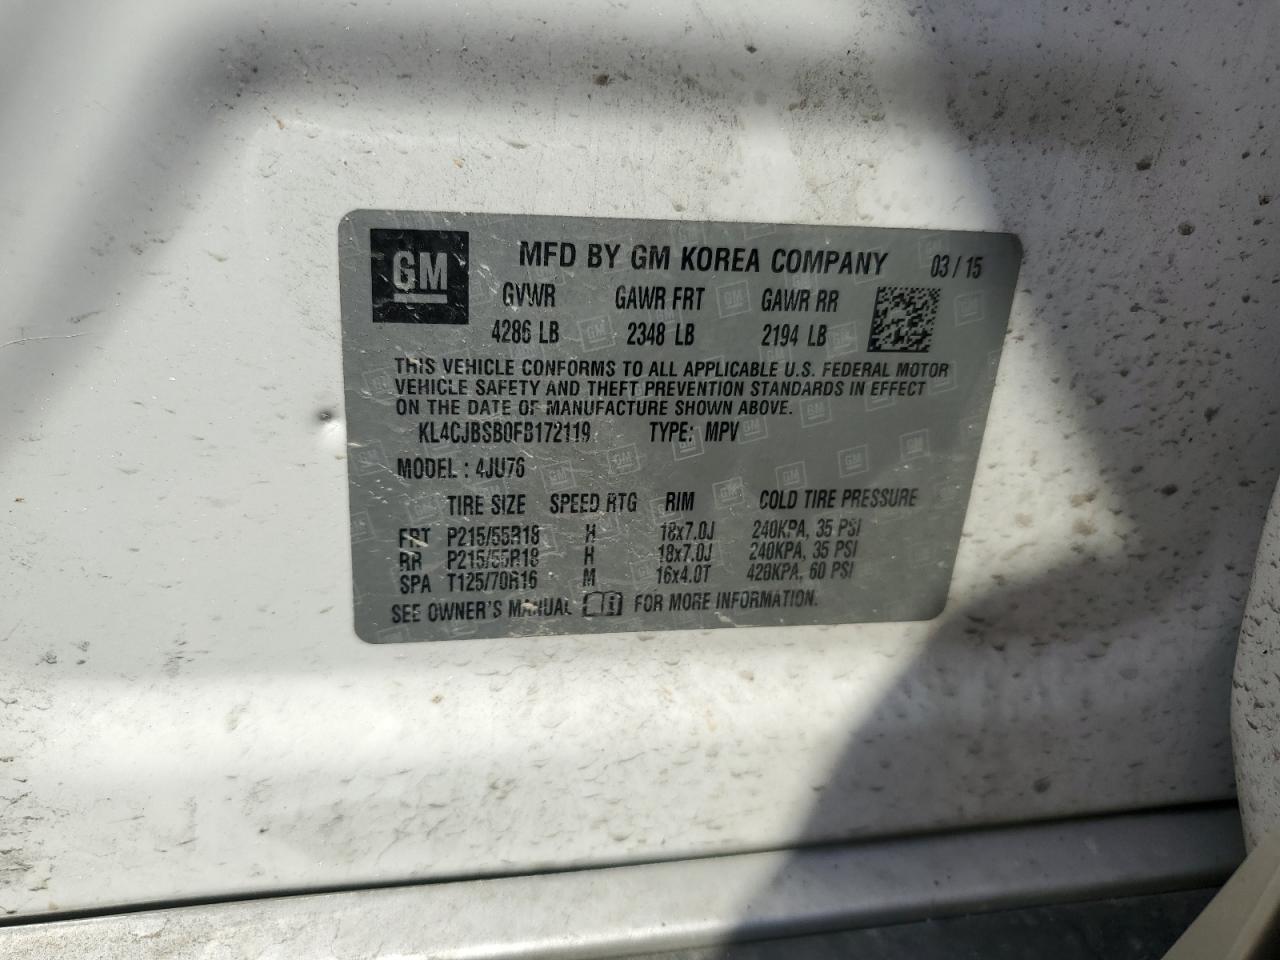 GM
MFD BY GM KOREA COMPANY 03/15
GVWR GAWR FRT GAWR RR
4286 LB 2348 LB 2194 LB
THIS VEHICLE CONFORMS TO ALL APPLICABLE U.S. FEDERAL MOTOR
VEHICLE SAFETY AND THEFT PREVENTION STANDARDS IN EFFECT
ON THE DATE OF MANUFACTURE SHOWN ABOVE.
KL4CJBSB0FB172119 TYPE: MPV
MODEL : 4JU76
TIRE SIZE SPEED RTG RIM COLD TIRE PRESSURE
FRT P215/55R18 H 18x7.0J 240KPA, 35 PSI
RR P215/55R18 H 18x7.0J 240KPA, 35 PSI
SPA T125/70R16 M 16x4.0T 420KPA, 60 PSI
SEE OWNER'S MANUAL FOR MORE INFORMATION.